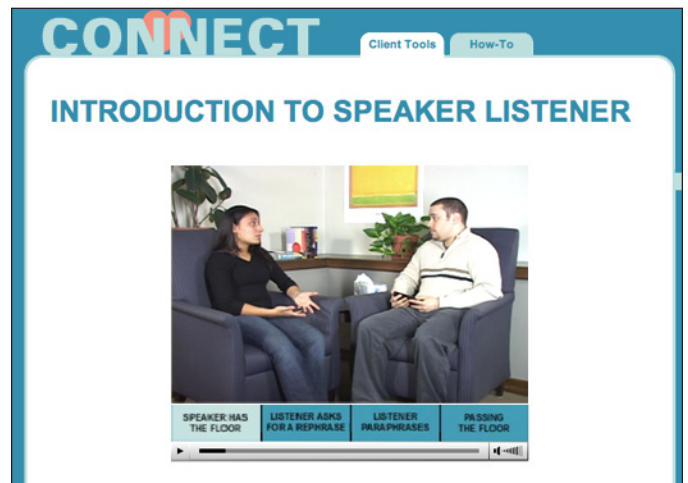 CONNECT
Client Tools
How-To
INTRODUCTION TO SPEAKER LISTENER
SPEAKER HAS
THE FLOOR
LISTENER ASKS
FOR A REPHRASE
LISTENER
PARAPHRASES
PASSING
THE FLOOR